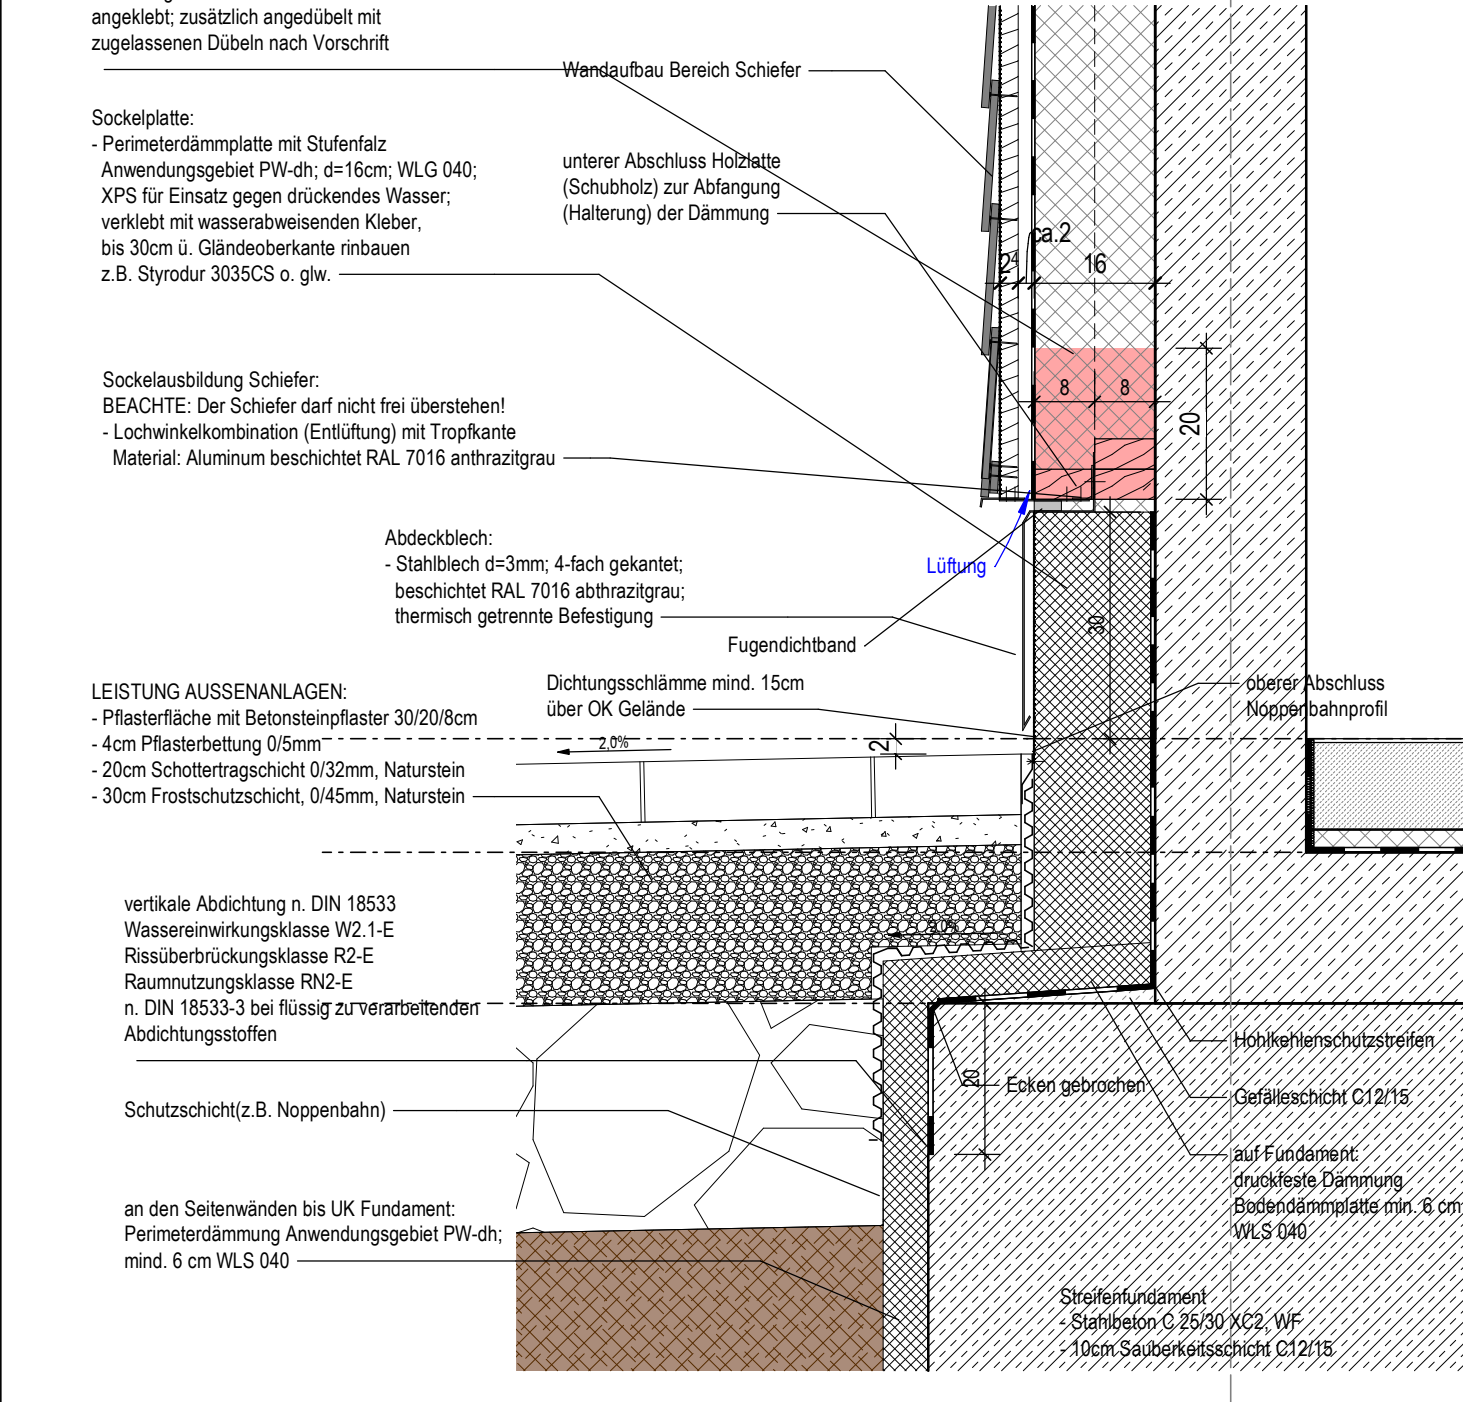 angeklebt; zusätzlich angedübelt mit
zugelassenen Dübeln nach Vorschrift
Wandaufbau Bereich Schiefer
Sockelplatte:
- Perimeterdämmplatte mit Stufenfalz
Anwendungsgebiet PW-dh; d=16cm; WLG 040;
XPS für Einsatz gegen drückendes Wasser;
verklebt mit wasserabweisenden Kleber,
bis 30cm ü. Gländeoberkante rinbauen
z.B. Styrodur 3035CS o. glw.
unterer Abschluss Holzlatte
(Schubholz) zur Abfangung
(Halterung) der Dämmung
ca.2
2⁴
16
8
8
20
Sockelausbildung Schiefer:
BEACHTE: Der Schiefer darf nicht frei überstehen!
- Lochwinkelkombination (Entlüftung) mit Tropfkante
Material: Aluminum beschichtet RAL 7016 anthrazitgrau
Abdeckblech:
- Stahlblech d=3mm; 4-fach gekantet;
beschichtet RAL 7016 abthrazitgrau;
thermisch getrennte Befestigung
Lüftung
Fugendichtband
30
Dichtungsschlämme mind. 15cm
über OK Gelände
oberer Abschluss
Noppenbahnprofil
LEISTUNG AUSSENANLAGEN:
- Pflasterfläche mit Betonsteinpflaster 30/20/8cm
- 4cm Pflasterbettung 0/5mm
- 20cm Schottertragschicht 0/32mm, Naturstein
- 30cm Frostschutzschicht, 0/45mm, Naturstein
2,0%
2
2,0%
vertikale Abdichtung n. DIN 18533
Wassereinwirkungsklasse W2.1-E
Rissüberbrückungsklasse R2-E
Raumnutzungsklasse RN2-E
n. DIN 18533-3 bei flüssig zu verarbeitenden
Abdichtungsstoffen
Hohlkehlenschutzstreifen
20
Ecken gebrochen
Gefälleschicht C12/15
Schutzschicht(z.B. Noppenbahn)
auf Fundament:
druckfeste Dämmung
Bodendämmplatte min. 6 cm
WLS 040
an den Seitenwänden bis UK Fundament:
Perimeterdämmung Anwendungsgebiet PW-dh;
mind. 6 cm WLS 040
Streifenfundament
- Stahlbeton C 25/30 XC2, WF
- 10cm Sauberkeitsschicht C12/15